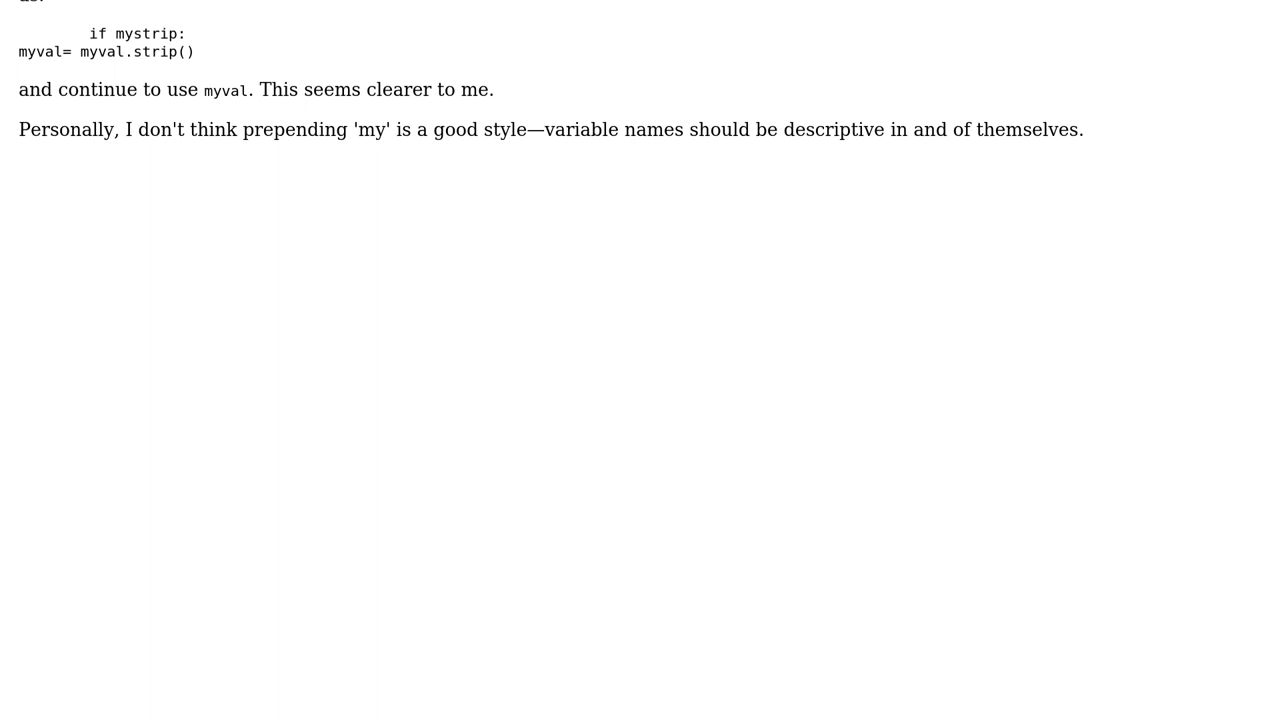 if mystrip:
myval= myval.strip()
and continue to use myval. This seems clearer to me.
Personally, I don't think prepending 'my' is a good style—variable names should be descriptive in and of themselves.